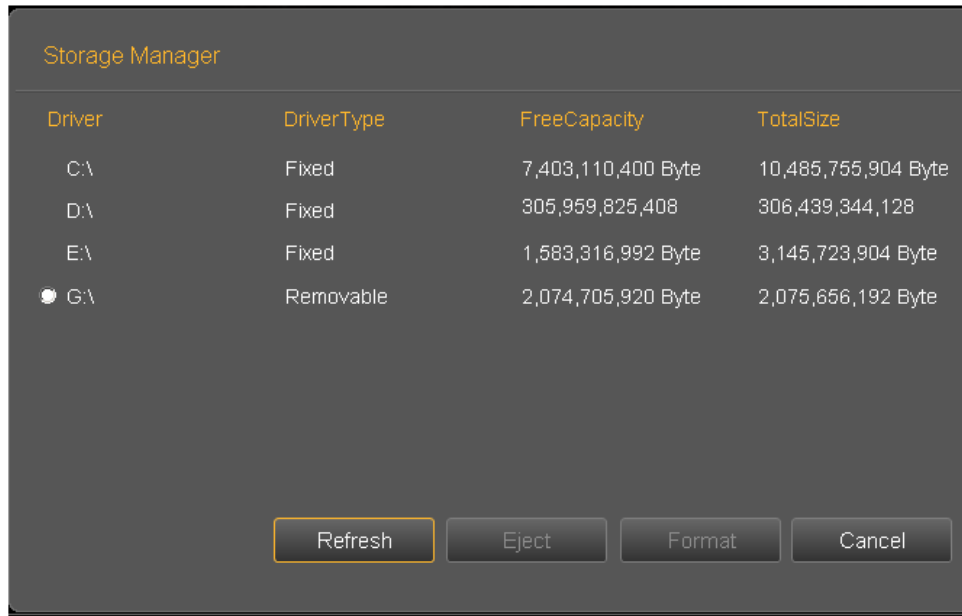 Storage Manager
Driver DriverType FreeCapacity TotalSize
C:\ Fixed 7,403,110,400 Byte 10,485,755,904 Byte
D:\ Fixed 305,959,825,408 306,439,344,128
E:\ Fixed 1,583,316,992 Byte 3,145,723,904 Byte
G:\ Removable 2,074,705,920 Byte 2,075,656,192 Byte
Refresh Eject Format Cancel